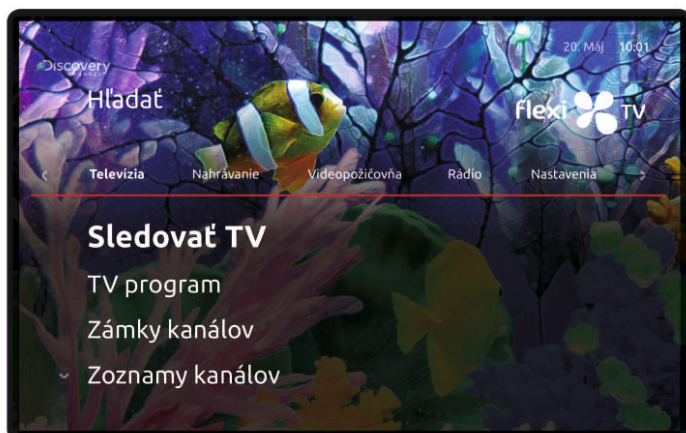 20. Máj 10:01
Discovery
CHANNEL
Hľadať
flexi TV
Televízia Nahrávanie Videopožičovňa Rádio Nastavenia
Sledovať TV
TV program
Zámky kanálov
Zoznamy kanálov